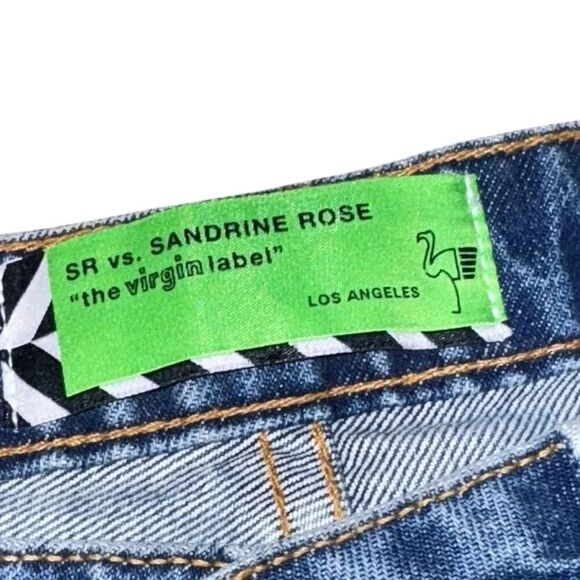 SR vs. SANDRINE ROSE
"the virgin label"
LOS ANGELES